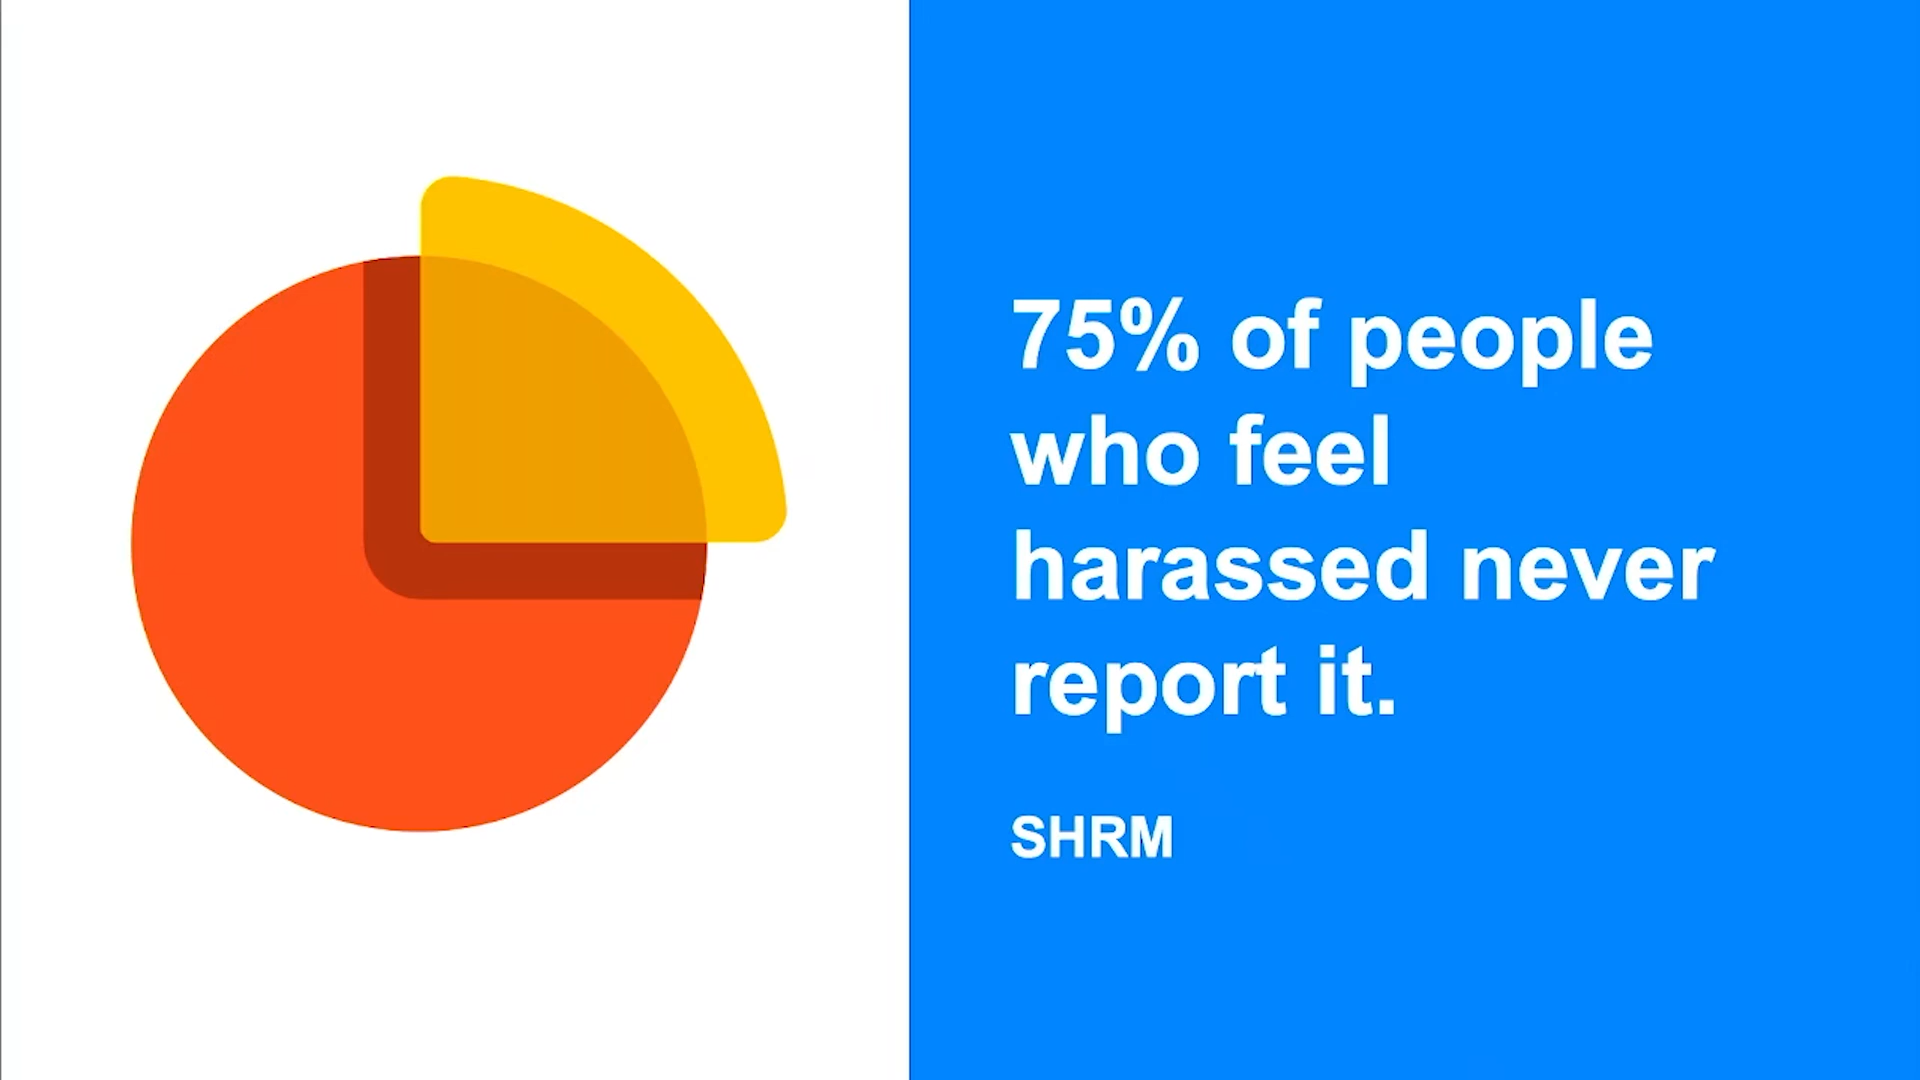 75% of people
who feel
harassed never
report it.
SHRM